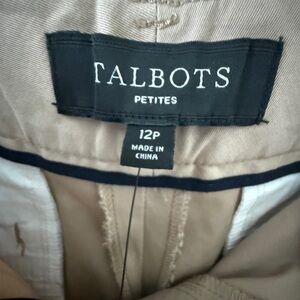 TALBOTS
PETITES
12P
MADE IN
CHINA